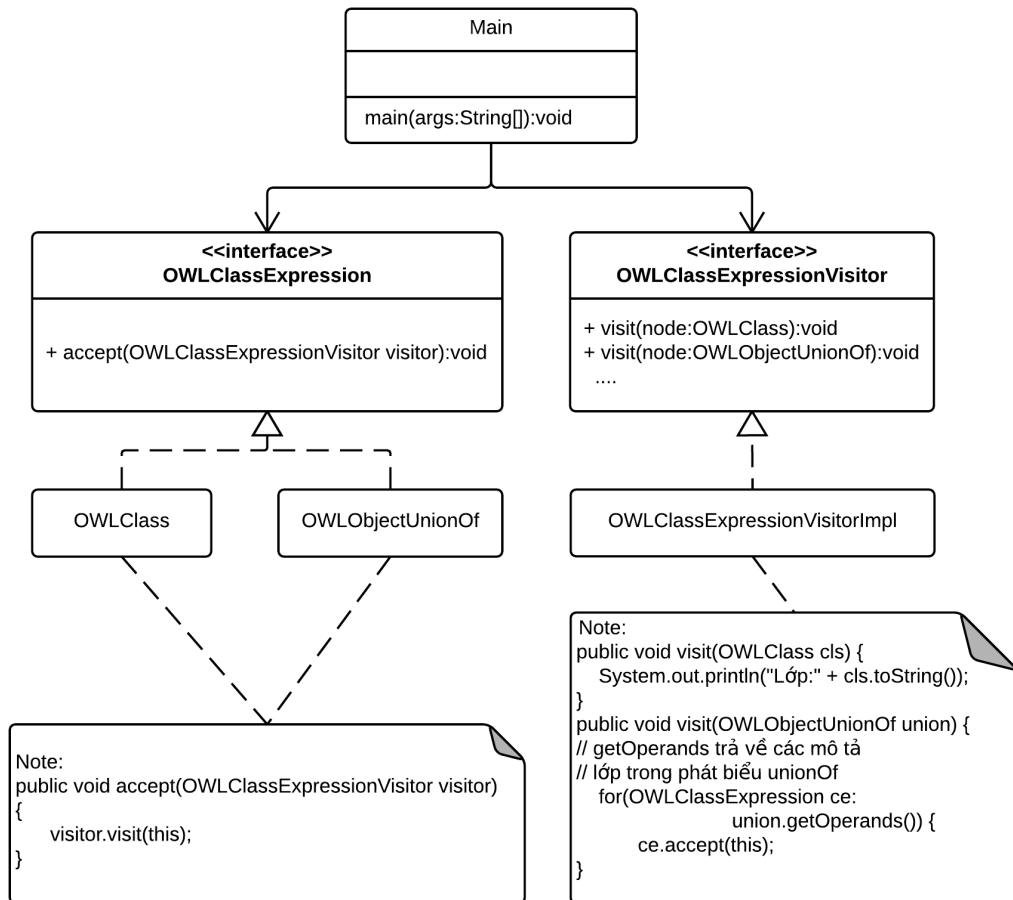 Main
main(args:String[]):void
<<interface>>
OWLClassExpression
+ accept(OWLClassExpressionVisitor visitor):void
<<interface>>
OWLClassExpressionVisitor
+ visit(node:OWLClass):void
+ visit(node:OWLObjectUnionOf):void
....
OWLClass
OWLObjectUnionOf
OWLClassExpressionVisitorImpl
Note:
public void accept(OWLClassExpressionVisitor visitor)
{
visitor.visit(this);
}
Note:
public void visit(OWLClass cls) {
System.out.println("Lớp:" + cls.toString());
}
public void visit(OWLObjectUnionOf union) {
// getOperands trả về các mô tả
// lớp trong phát biểu unionOf
for(OWLClassExpression ce:
union.getOperands()) {
ce.accept(this);
}